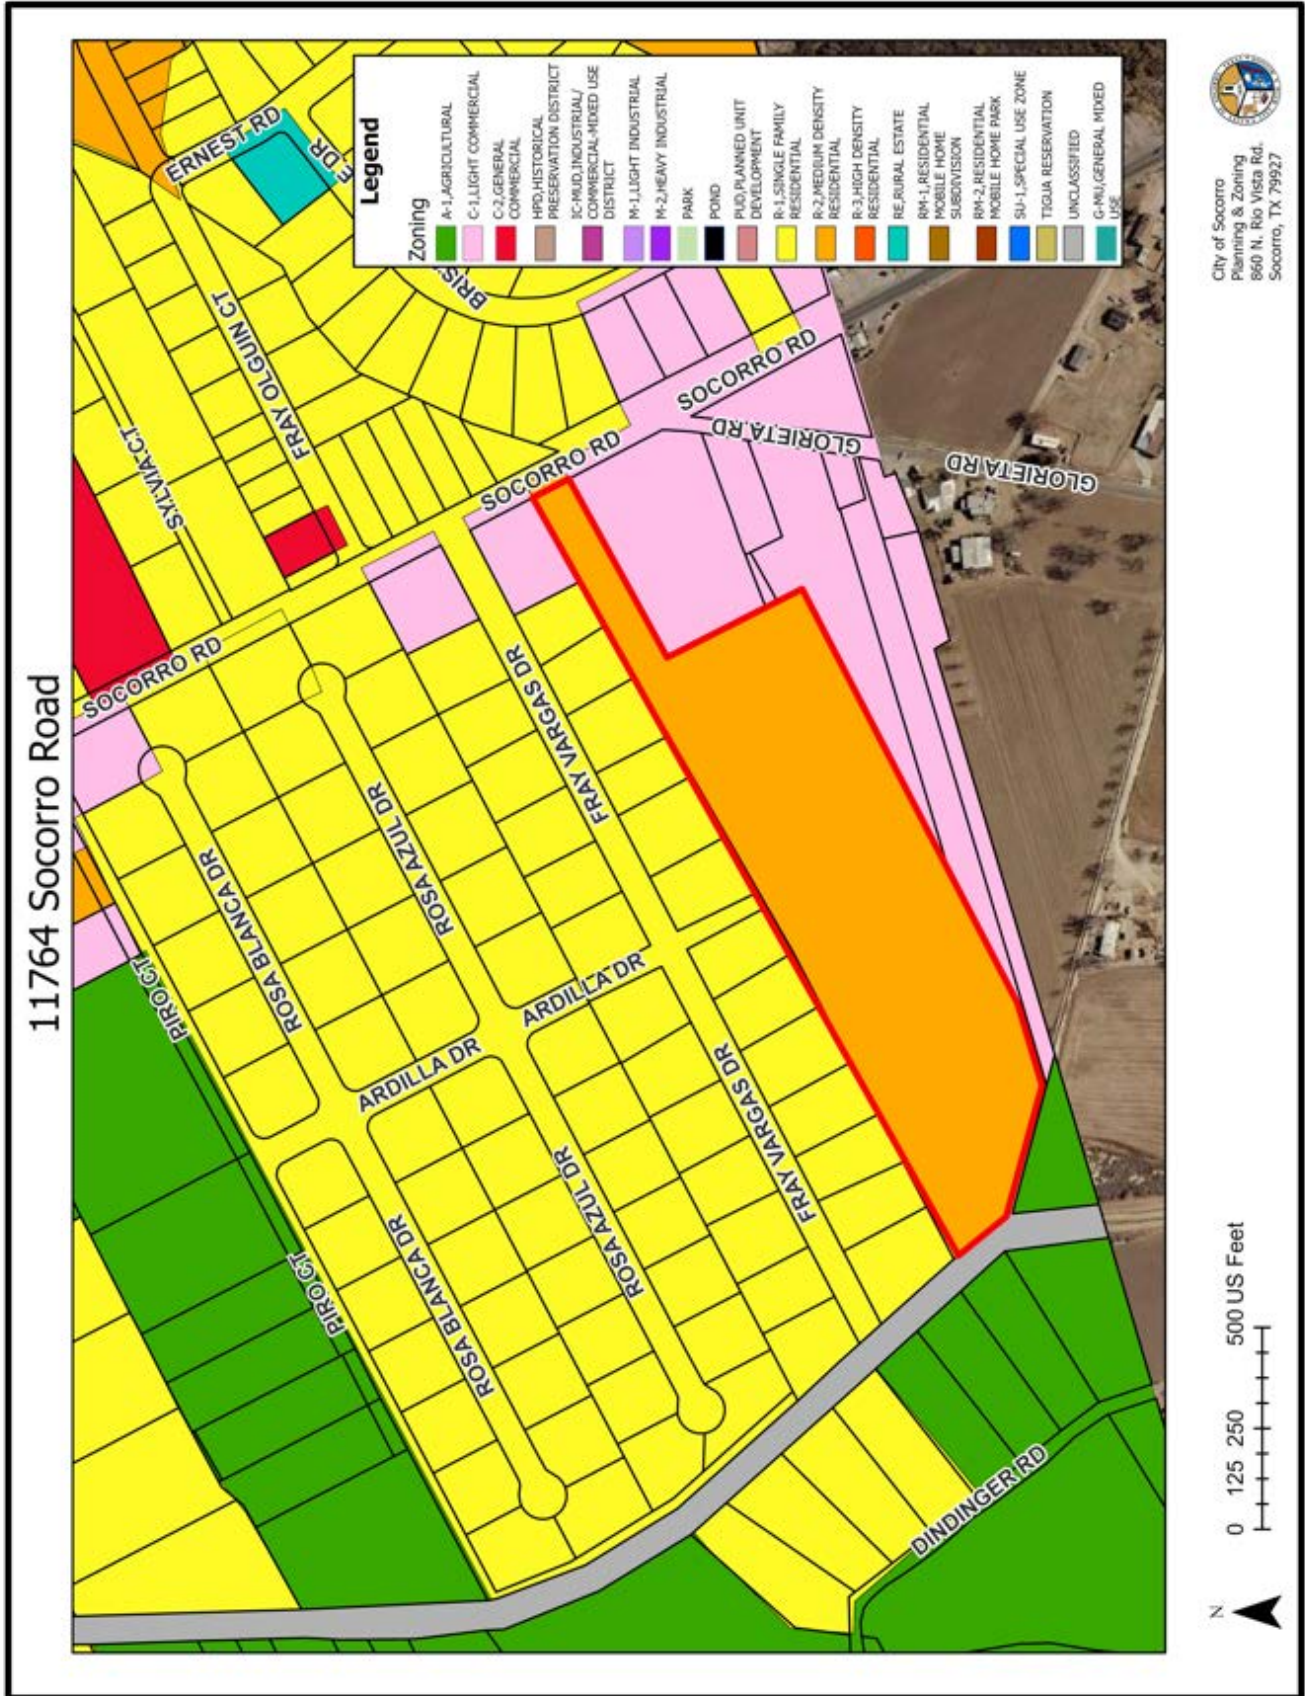 11764 Socorro Road
ERNEST RD
E DR
FRAY OLGUIN CT
SYLVIA CT
SOCORRO RD
SOCORRO RD
SOCORRO RD
GLORIETA RD
GLORIETA RD
FRAY VARGAS DR
FRAY VARGAS DR
ROSA AZUL DR
ROSA AZUL DR
ROSA BLANCA DR
ROSA BLANCA DR
ARDILLA DR
ARDILLA DR
PIRO CT
PIRO CT
DINDINGER RD
Legend
Zoning
A-1,AGRICULTURAL
C-1,LIGHT COMMERCIAL
C-2,GENERAL
COMMERCIAL
HPD,HISTORICAL
PRESERVATION DISTRICT
IC-MUD,INDUSTRIAL/
COMMERCIAL-MIXED USE
DISTRICT
M-1,LIGHT INDUSTRIAL
M-2,HEAVY INDUSTRIAL
PARK
POND
PUD,PLANNED UNIT
DEVELOPMENT
R-1,SINGLE FAMILY
RESIDENTIAL
R-2,MEDIUM DENSITY
RESIDENTIAL
R-3,HIGH DENSITY
RESIDENTIAL
RE,RURAL ESTATE
RM-1,RESIDENTIAL
MOBILE HOME
SUBDIVISION
RM-2,RESIDENTIAL
MOBILE HOME PARK
SU-1,SPECIAL USE ZONE
TIGUA RESERVATION
UNCLASSIFIED
G-MU,GENERAL MIXED
USE
N
0 125 250 500 US Feet
City of Socorro
Planning & Zoning
860 N. Rio Vista Rd.
Socorro, TX 79927